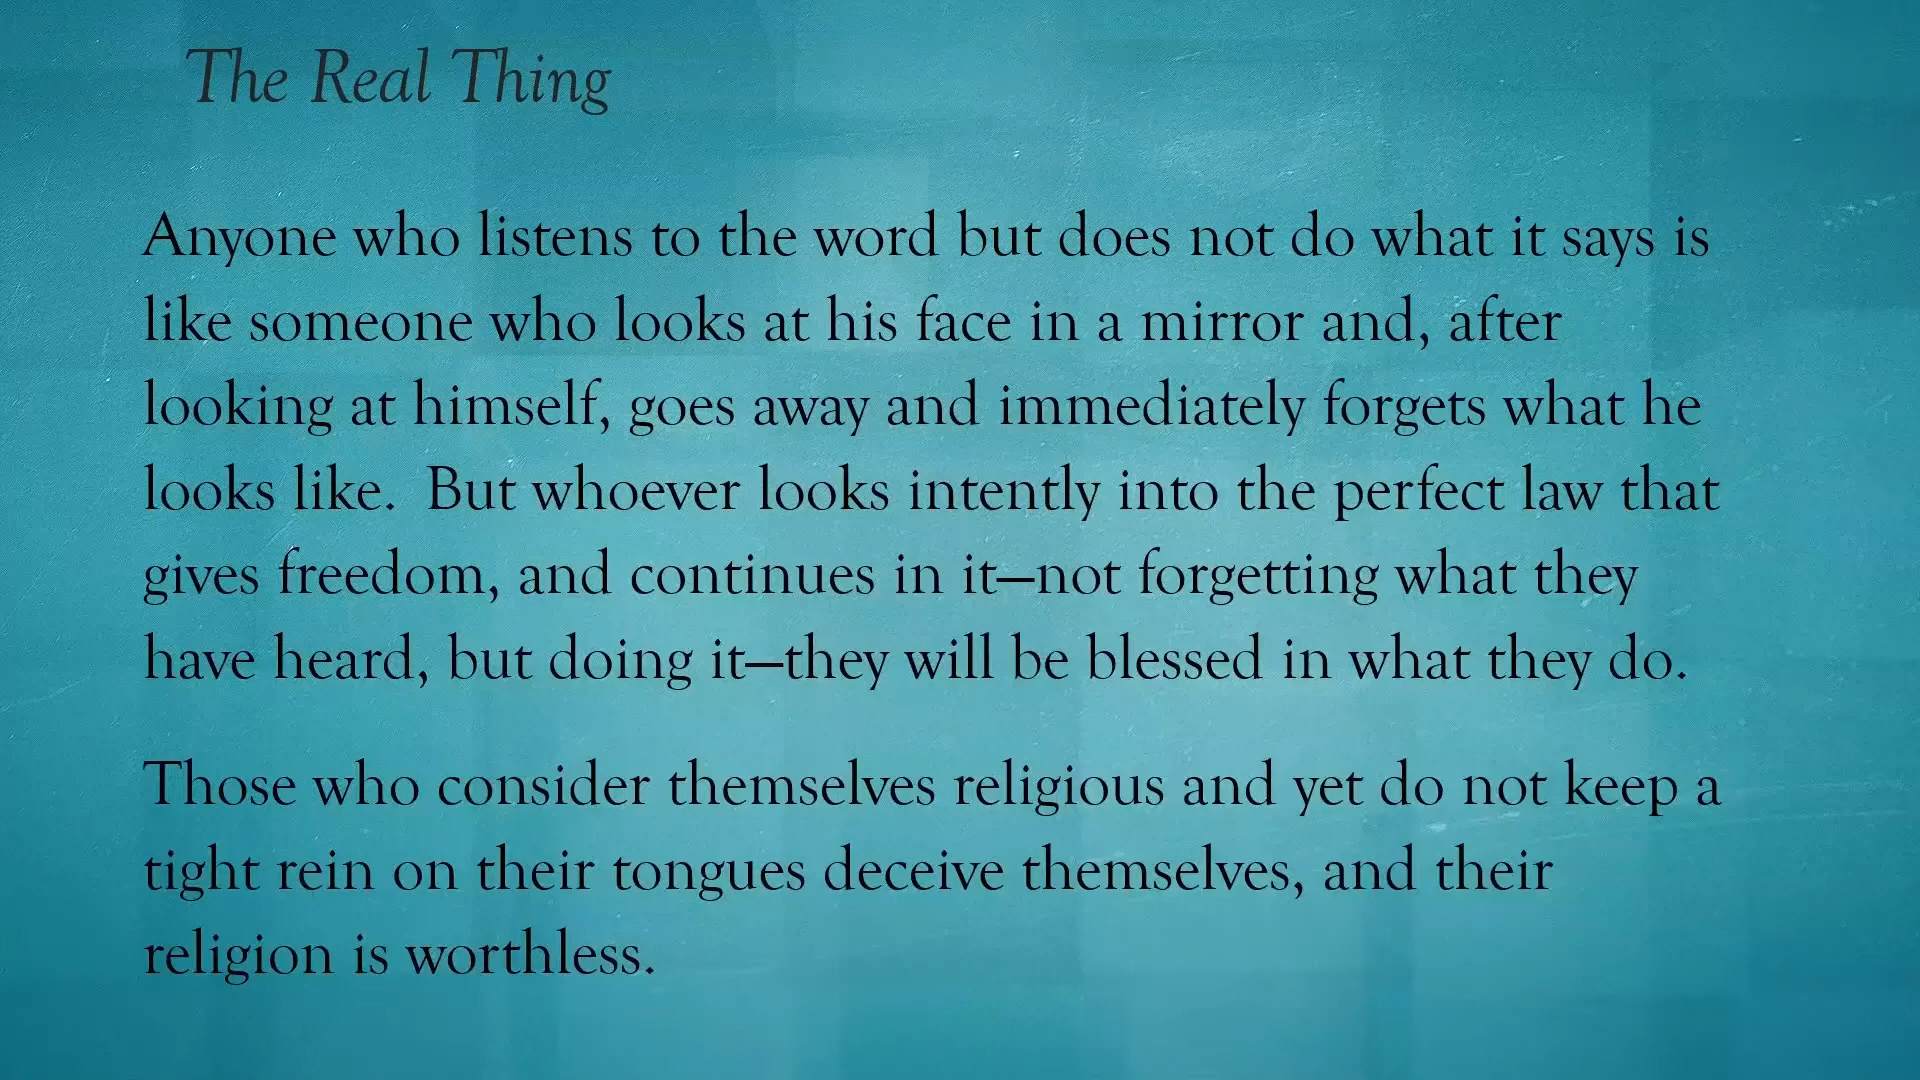 The Real Thing
Anyone who listens to the word but does not do what it says is
like someone who looks at his face in a mirror and, after
looking at himself, goes away and immediately forgets what he
looks like.  But whoever looks intently into the perfect law that
gives freedom, and continues in it—not forgetting what they
have heard, but doing it—they will be blessed in what they do.
Those who consider themselves religious and yet do not keep a
tight rein on their tongues deceive themselves, and their
religion is worthless.